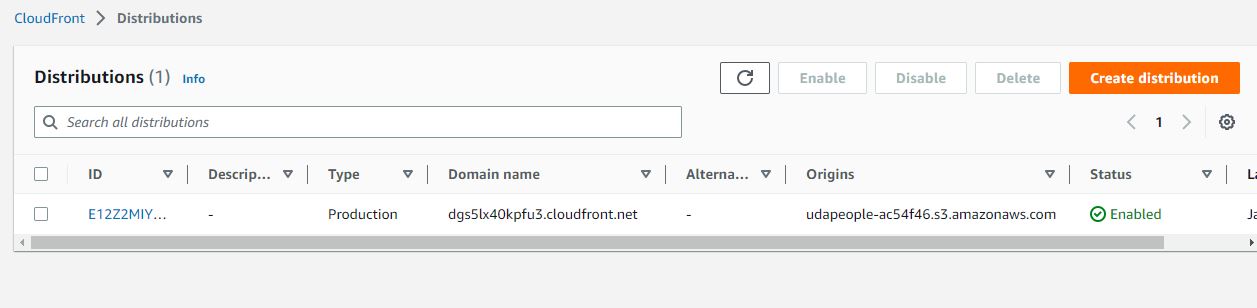 CloudFront > Distributions
Distributions (1) Info
Enable Disable Delete Create distribution
Search all distributions
1
ID Descrip... Type Domain name Alterna... Origins Status La
E12Z2MIY... - Production dgs5lx40kpfu3.cloudfront.net - udapeople-ac54f46.s3.amazonaws.com Enabled Ja